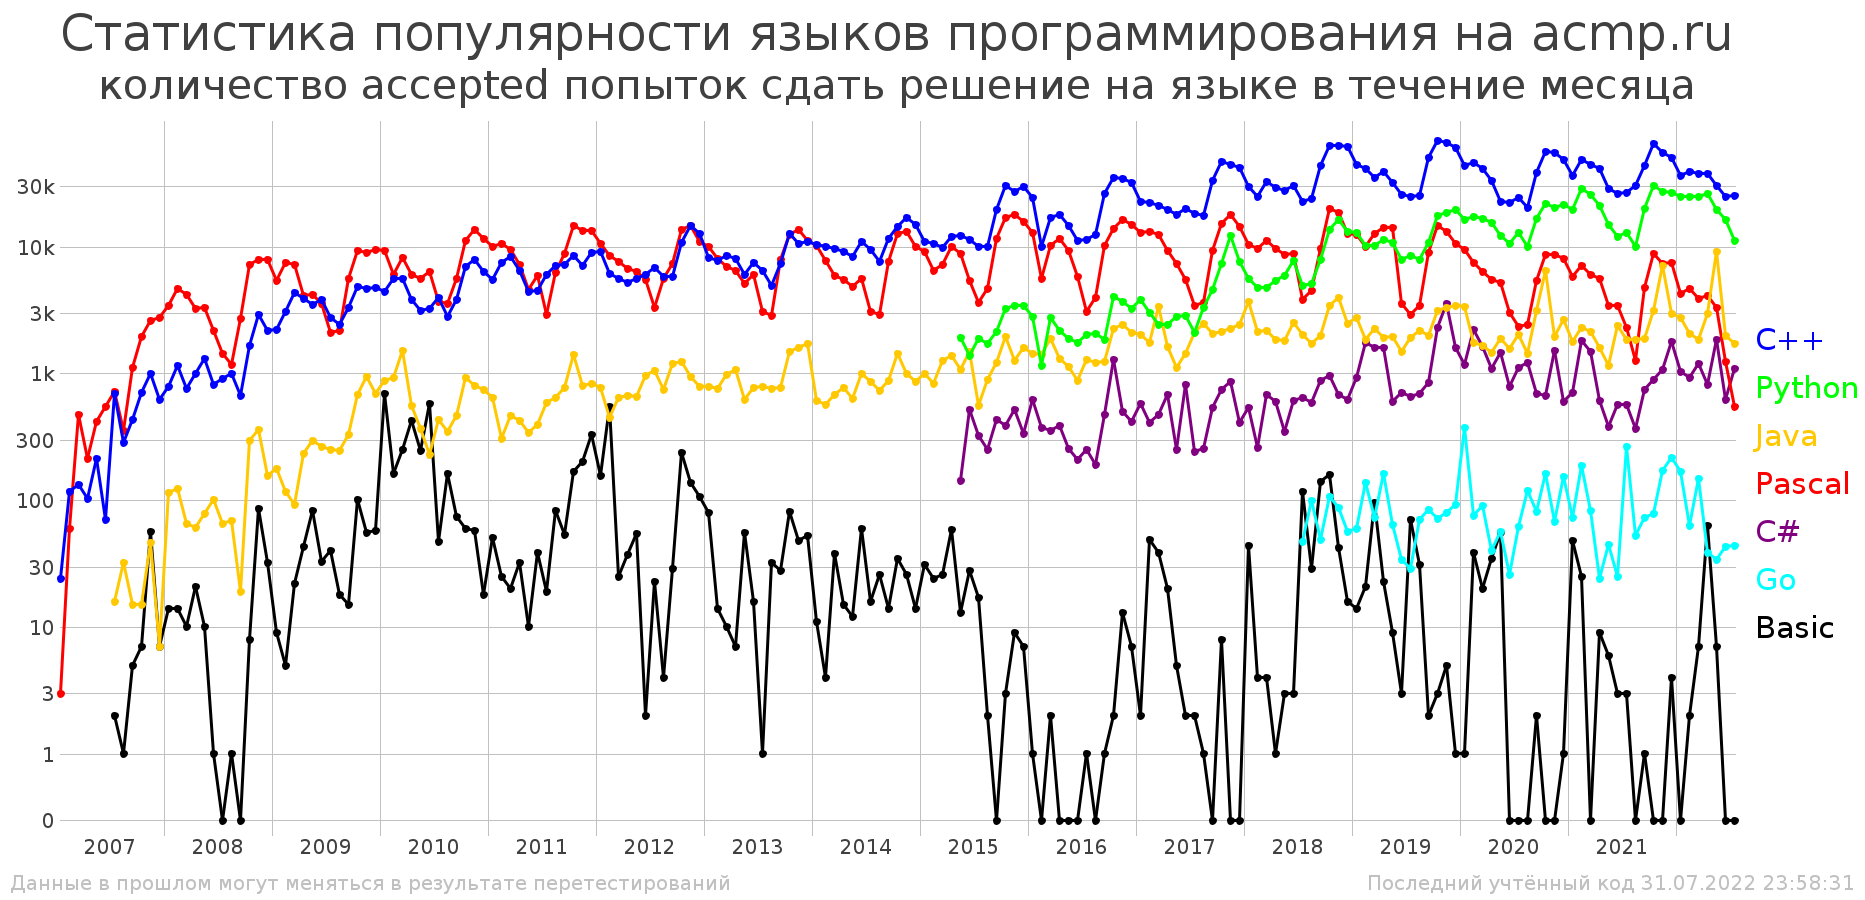 Статистика популярности языков программирования на acmp.ru
количество accepted попыток сдать решение на языке в течение месяца
30k
10k
3k
1k
300
100
30
10
3
1
0
C++
Python
Java
Pascal
C#
Go
Basic
2007 2008 2009 2010 2011 2012 2013 2014 2015 2016 2017 2018 2019 2020 2021
Данные в прошлом могут меняться в результате перетестирований
Последний учтённый код 31.07.2022 23:58:31